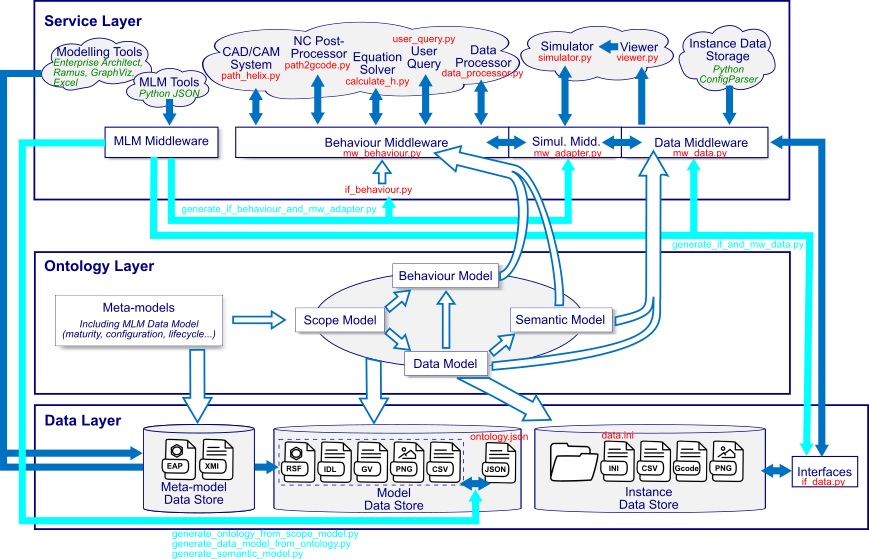 Service Layer
Modelling Tools
Enterprise Architect,
Ramus, GraphViz,
Excel
MLM Tools
Python JSON
CAD/CAM
System
path_helix.py
NC Post-
Processor
path2gcode.py
Equation
Solver
calculate_h.py
user_query.py
User
Query
Data
Processor
data_processor.py
Simulator
simulator.py
Viewer
viewer.py
Instance Data
Storage
Python
ConfigParser
MLM Middleware
Behaviour Middleware
mw_behaviour.py
Simul. Midd.
mw_adapter.py
Data Middleware
mw_data.py
if_behaviour.py
generate_if_behaviour_and_mw_adapter.py
generate_if_and_mw_data.py
Ontology Layer
Meta-models
Including MLM Data Model
(maturity, configuration, lifecycle...)
Behaviour Model
Scope Model
Semantic Model
Data Model
Data Layer
EAP
XMI
Meta-model
Data Store
ontology.json
RSF
IDL
GV
PNG
CSV
JSON
Model
Data Store
data.ini
INI
CSV
Gcode
PNG
Instance
Data Store
Interfaces
if_data.py
generate_ontology_from_scope_model.py
generate_data_model_from_ontology.py
generate_semantic_model.py